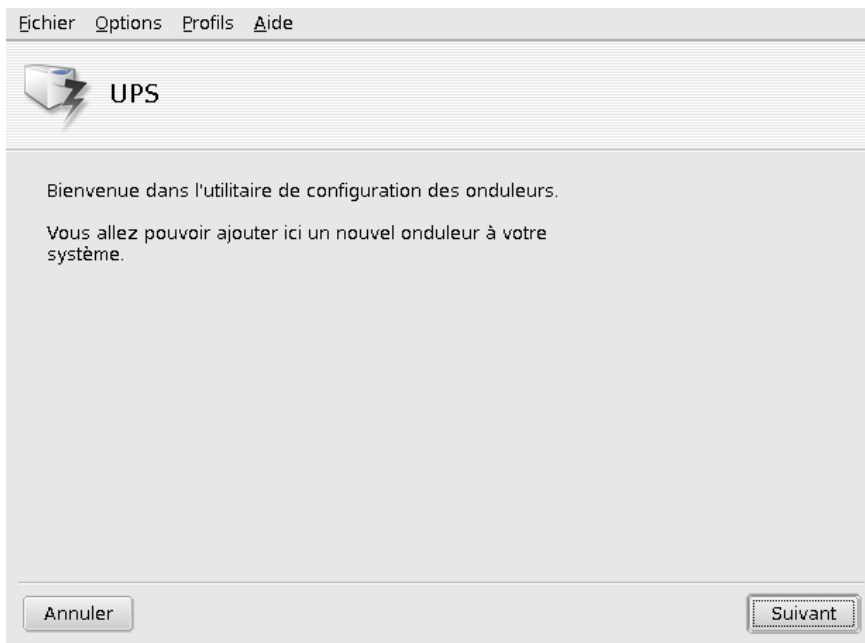 Fichier Options Profils Aide
UPS
Bienvenue dans l'utilitaire de configuration des onduleurs.
Vous allez pouvoir ajouter ici un nouvel onduleur à votre
système.
Annuler Suivant